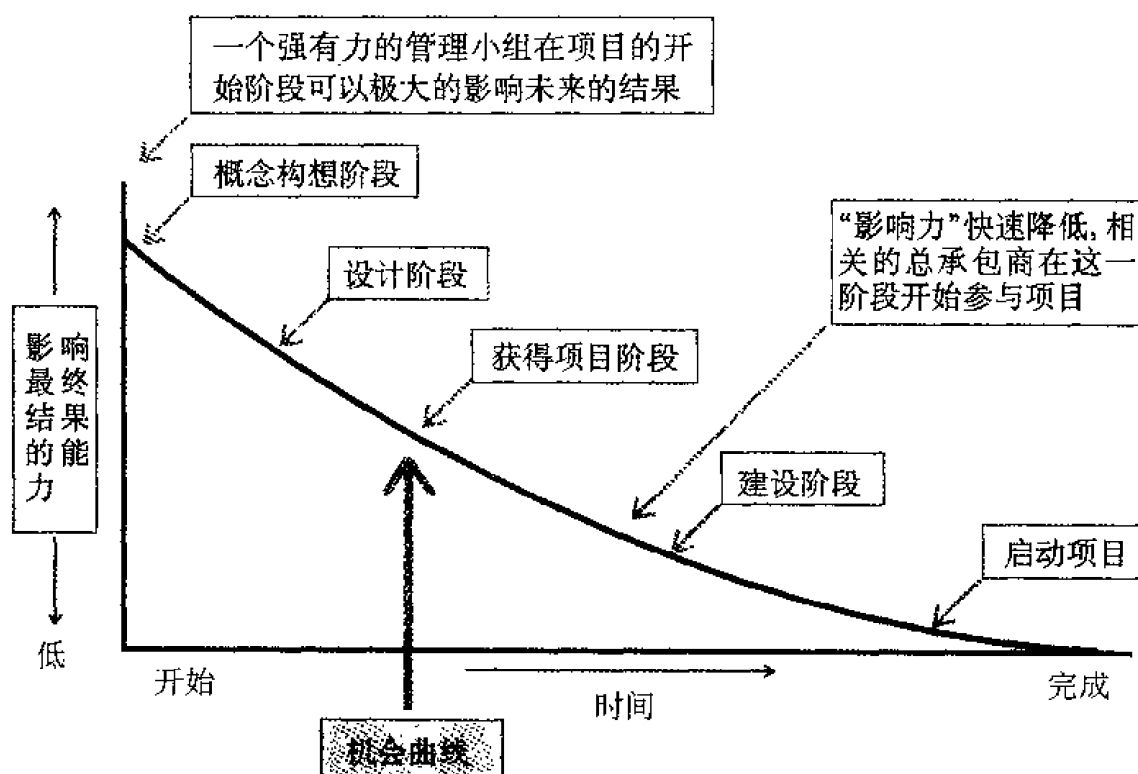 一个强有力的管理小组在项目的开
始阶段可以极大的影响未来的结果
概念构想阶段
“影响力”快速降低,相
关的总承包商在这一
阶段开始参与项目
设计阶段
获得项目阶段
影响
最终
结果
的能
力
建设阶段
启动项目
低
开始
时间
完成
机会曲线